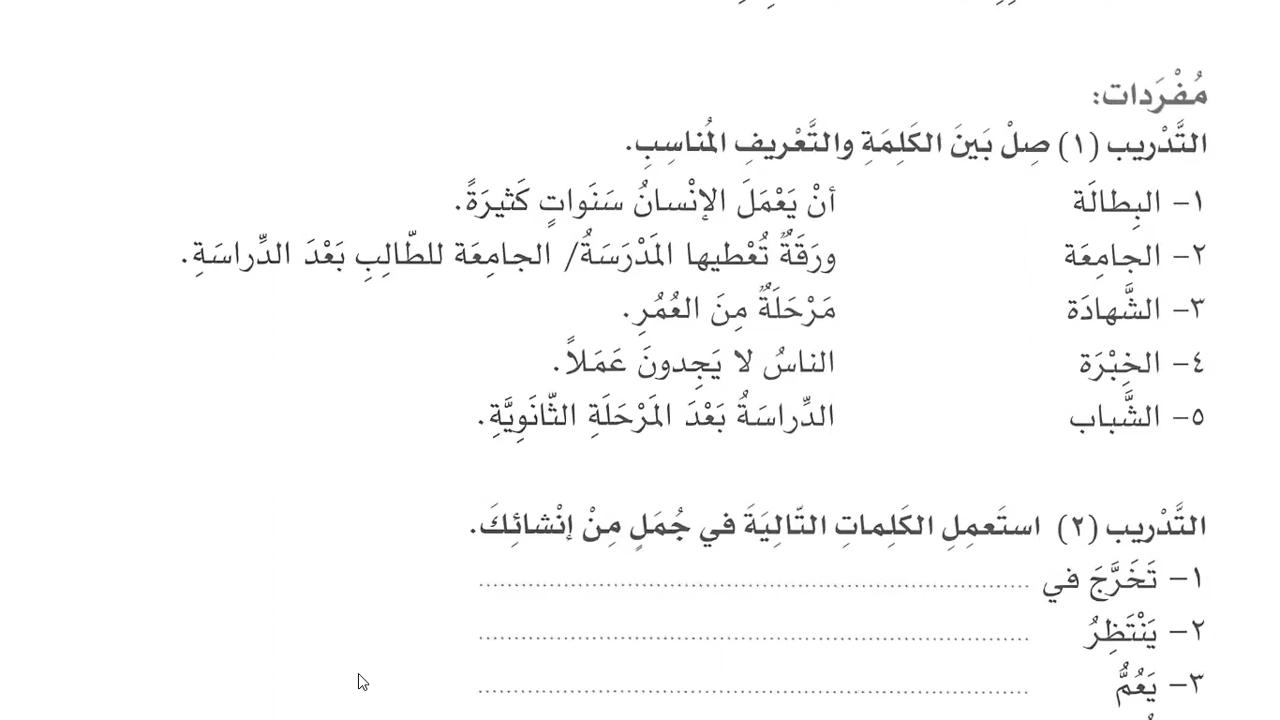 مُفْرَدات:
التَّدْريب (١) صِلْ بَينَ الكَلِمَةِ والتَّعْريفِ المُناسِبِ.
١- البِطالَة أنْ يَعْمَلَ الإنْسانُ سَنَواتٍ كَثيرَةً.
٢- الجامِعَة ورَقَةٌ تُعْطيها المَدْرَسَةُ/ الجامِعَة للطّالِبِ بَعْدَ الدِّراسَةِ.
٣- الشَّهادَة مَرْحَلَةٌ مِنَ العُمُرِ.
٤- الخِبْرَة الناسُ لا يَجِدونَ عَمَلاً.
٥- الشَّباب الدِّراسَةُ بَعْدَ المَرْحَلَةِ الثّانَوِيَّةِ.
التَّدْريب (٢) استَعمِلِ الكَلِماتِ التّالِيَةَ في جُمَلٍ مِنْ إنْشائِكَ.
١- تَخَرَّجَ في ........................
٢- يَنْتَظِرُ ........................
٣- يَعُمُّ ........................